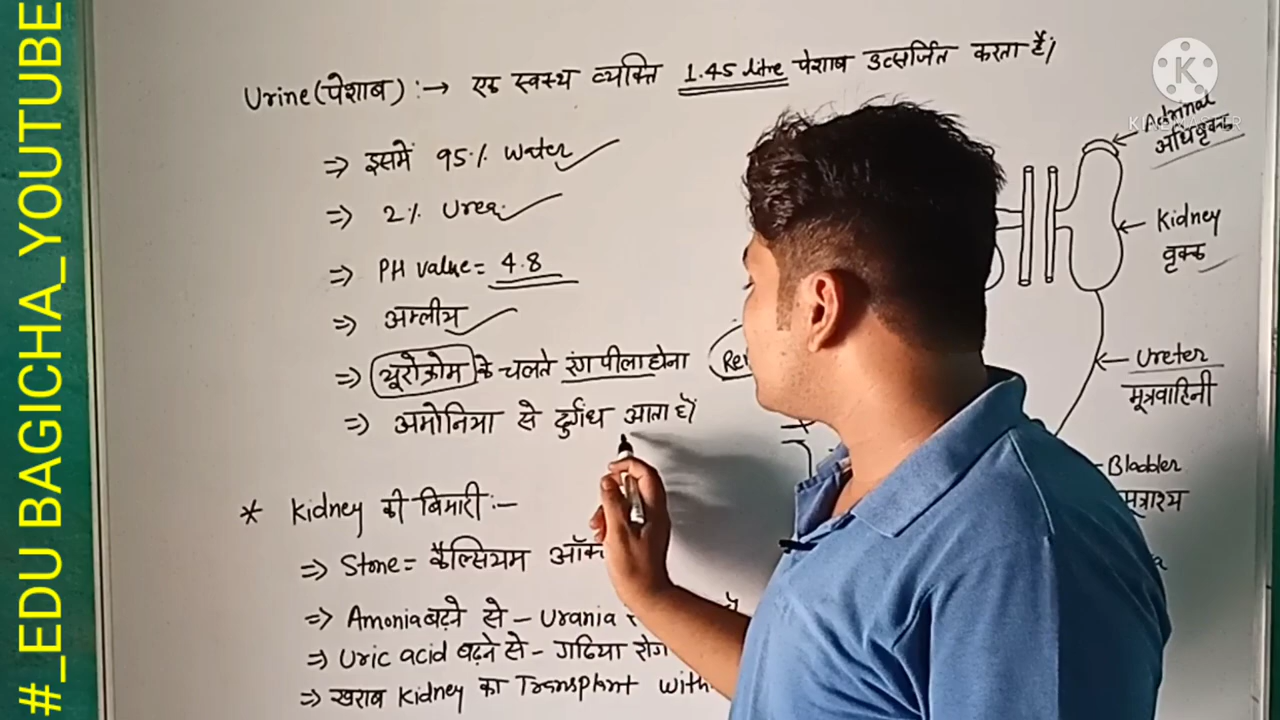 #_EDU BAGICHA_YOUTUBE
Urine(पेशाब) :→ एक स्वस्थ व्यक्ति 1.45 litre पेशाब उत्सर्जित करता है।
⇒ इसमें 95% Water
⇒ 2% Urea
⇒ PH value = 4.8
⇒ अम्लीय
⇒ यूरोक्रोम के चलते रंग पीला होना
⇒ अमोनिया से दुर्गंध आता है।
* Kidney की बिमारी :-
⇒ Stone = कैल्सियम
⇒ Amonia बढ़ने से - Urania
⇒ Uric acid बढ़ने से - गठिया रोग
⇒ खराब Kidney का Transplant
K
KINEMASTER
Adrinal
अधिवृक्क
Kidney
वृक्क
Ureter
मूत्रवाहिनी
Bladder